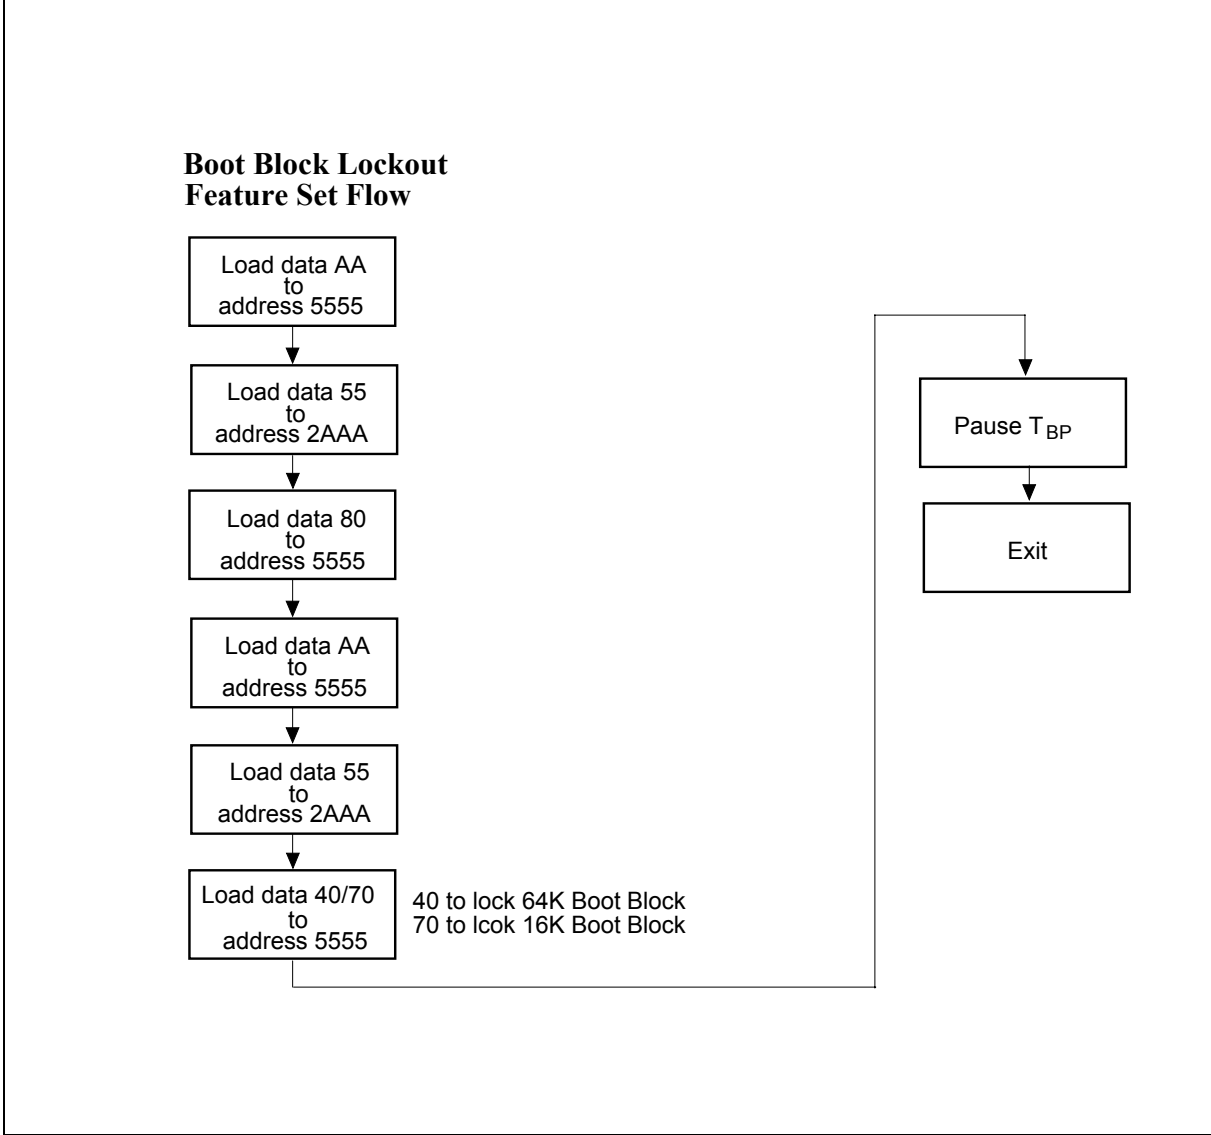 Boot Block Lockout
Feature Set Flow
Load data AA
to
address 5555
Load data 55
to
address 2AAA
Load data 80
to
address 5555
Load data AA
to
address 5555
Load data 55
to
address 2AAA
Load data 40/70
to
address 5555
40 to lock 64K Boot Block
70 to lcok 16K Boot Block
Pause T BP
Exit